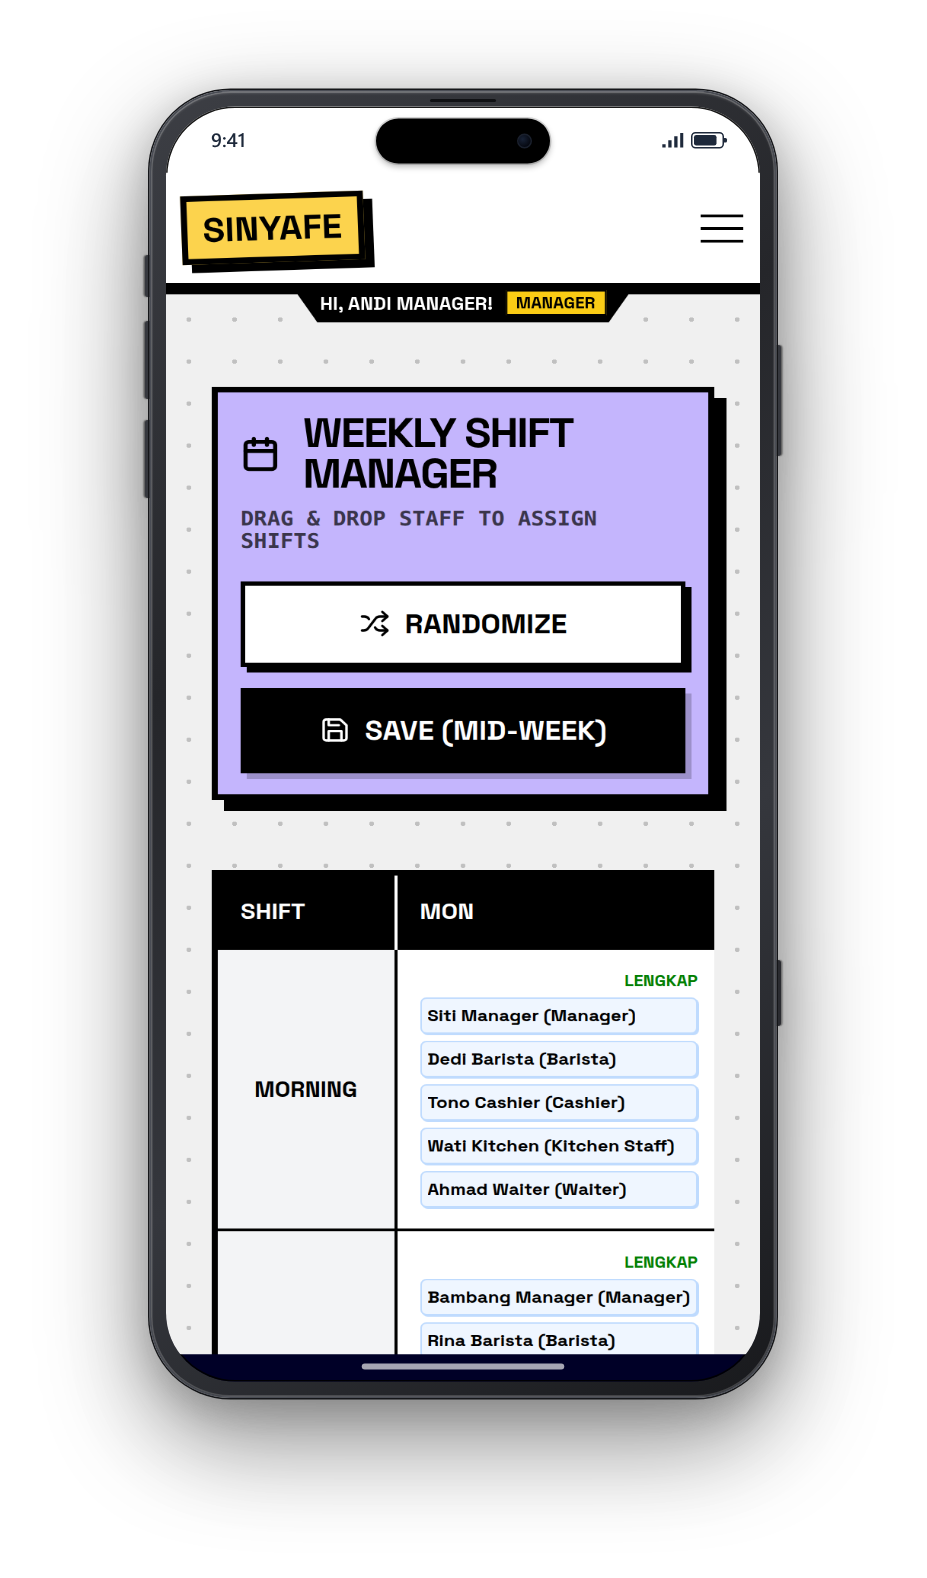 9:41
SINYAFE
HI, ANDI MANAGER! MANAGER
WEEKLY SHIFT
MANAGER
DRAG & DROP STAFF TO ASSIGN
SHIFTS
RANDOMIZE
SAVE (MID-WEEK)
SHIFT MON
LENGKAP
Siti Manager (Manager)
Dedi Barista (Barista)
MORNING
Tono Cashier (Cashier)
Wati Kitchen (Kitchen Staff)
Ahmad Waiter (Waiter)
LENGKAP
Bambang Manager (Manager)
Rina Barista (Barista)